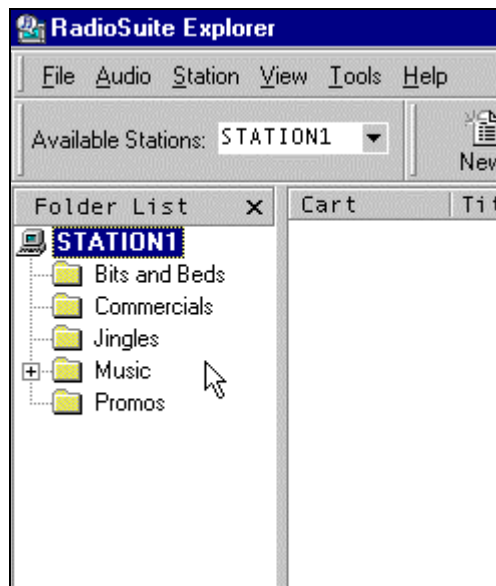 RadioSuite Explorer
File Audio Station View Tools Help
Available Stations: STATION1
New
Folder List X Cart Tit
STATION1
Bits and Beds
Commercials
Jingles
Music
Promos